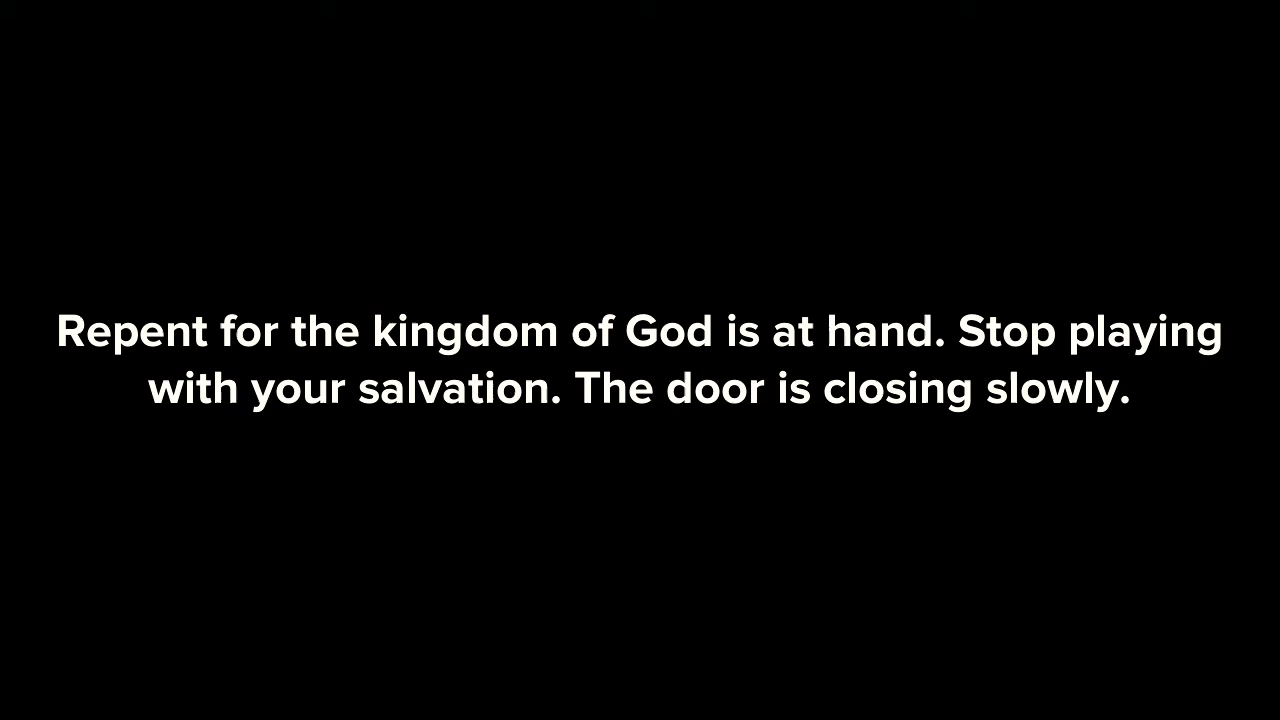 Repent for the kingdom of God is at hand. Stop playing
with your salvation. The door is closing slowly.